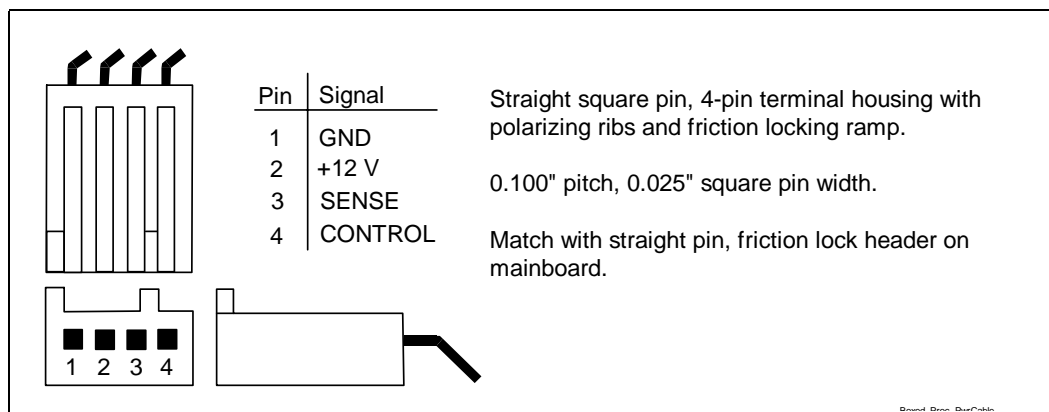 Pin Signal
1 GND
2 +12 V
3 SENSE
4 CONTROL
Straight square pin, 4-pin terminal housing with
polarizing ribs and friction locking ramp.
0.100" pitch, 0.025" square pin width.
Match with straight pin, friction lock header on
mainboard.
1 2 3 4
Boxed_Proc_PwrCable